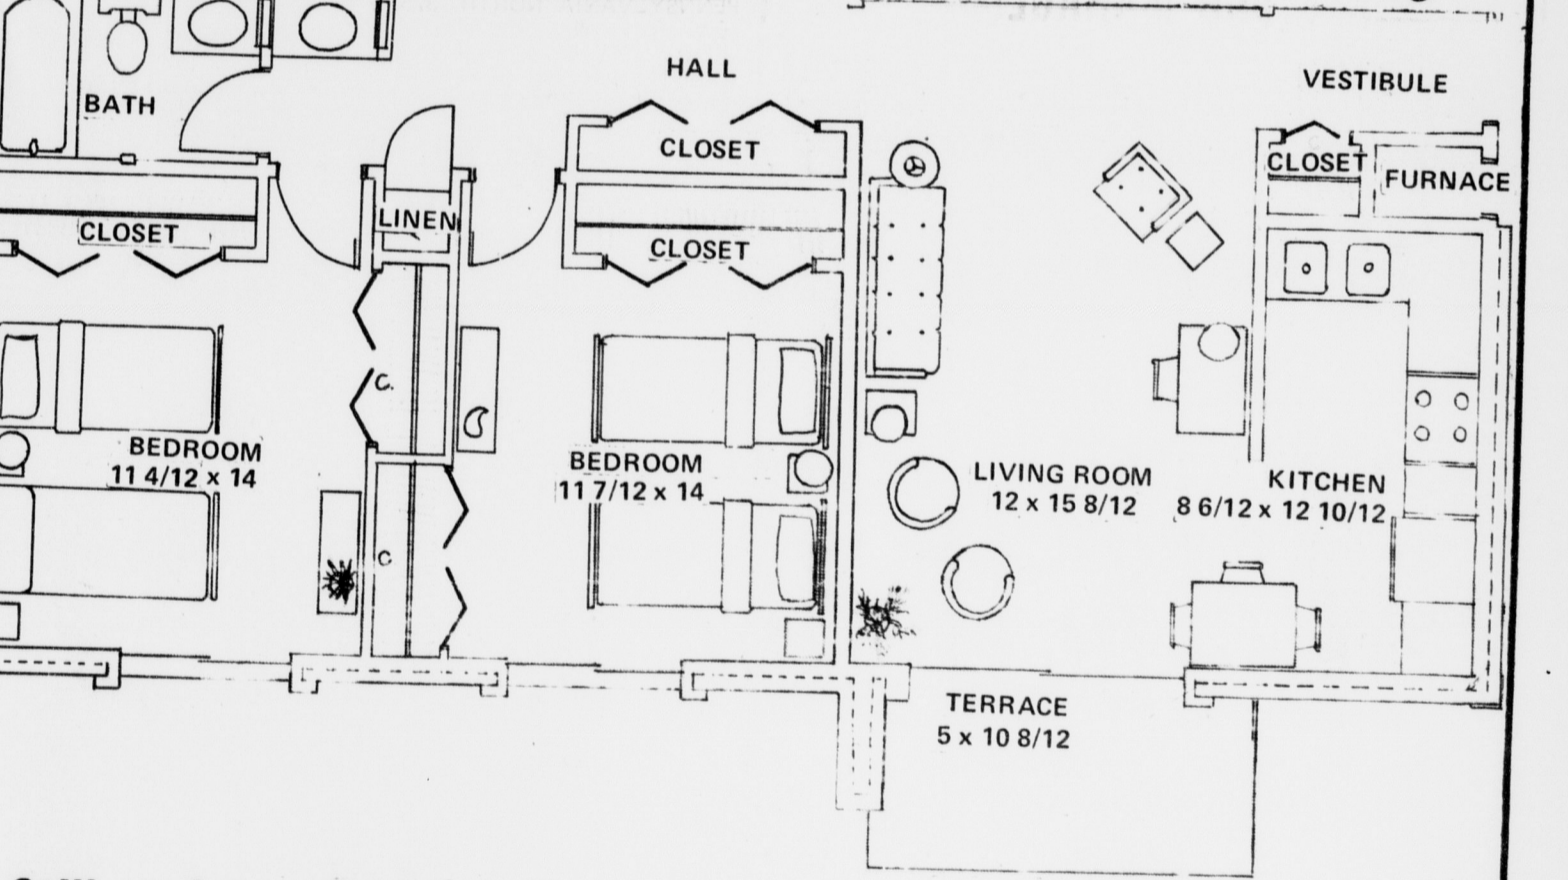 HALL
VESTIBULE
BATH
CLOSET
CLOSET
FURNACE
LINEN
CLOSET
CLOSET
C.
BEDROOM
11 4/12 x 14
BEDROOM
11 7/12 x 14
LIVING ROOM
12 x 15 8/12
KITCHEN
8 6/12 x 12 10/12
C
TERRACE
5 x 10 8/12